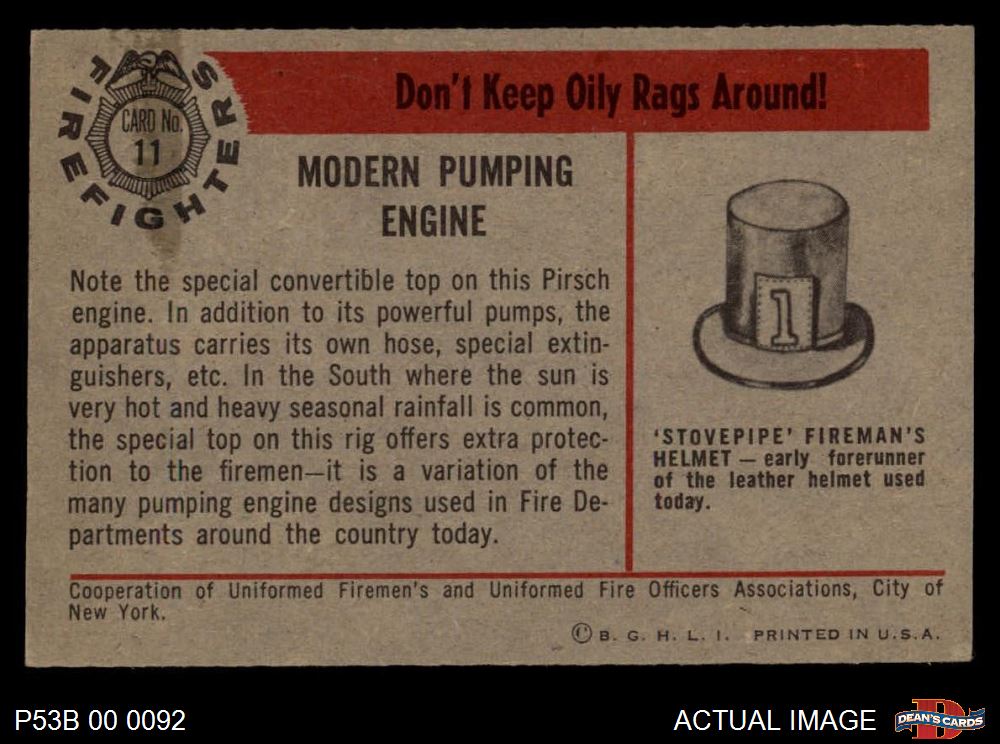 FIREFIGHTERS
CARD No.
11
Don't Keep Oily Rags Around!
MODERN PUMPING
ENGINE
Note the special convertible top on this Pirsch
engine. In addition to its powerful pumps, the
apparatus carries its own hose, special extin-
guishers, etc. In the South where the sun is
very hot and heavy seasonal rainfall is common,
the special top on this rig offers extra protec-
tion to the firemen—it is a variation of the
many pumping engine designs used in Fire De-
partments around the country today.
1
'STOVEPIPE' FIREMAN'S
HELMET — early forerunner
of the leather helmet used
today.
Cooperation of Uniformed Firemen's and Uniformed Fire Officers Associations, City of
New York.
© B. G. H. L. I. PRINTED IN U.S.A.
P53B 00 0092
ACTUAL IMAGE
D
DEAN'S CARDS